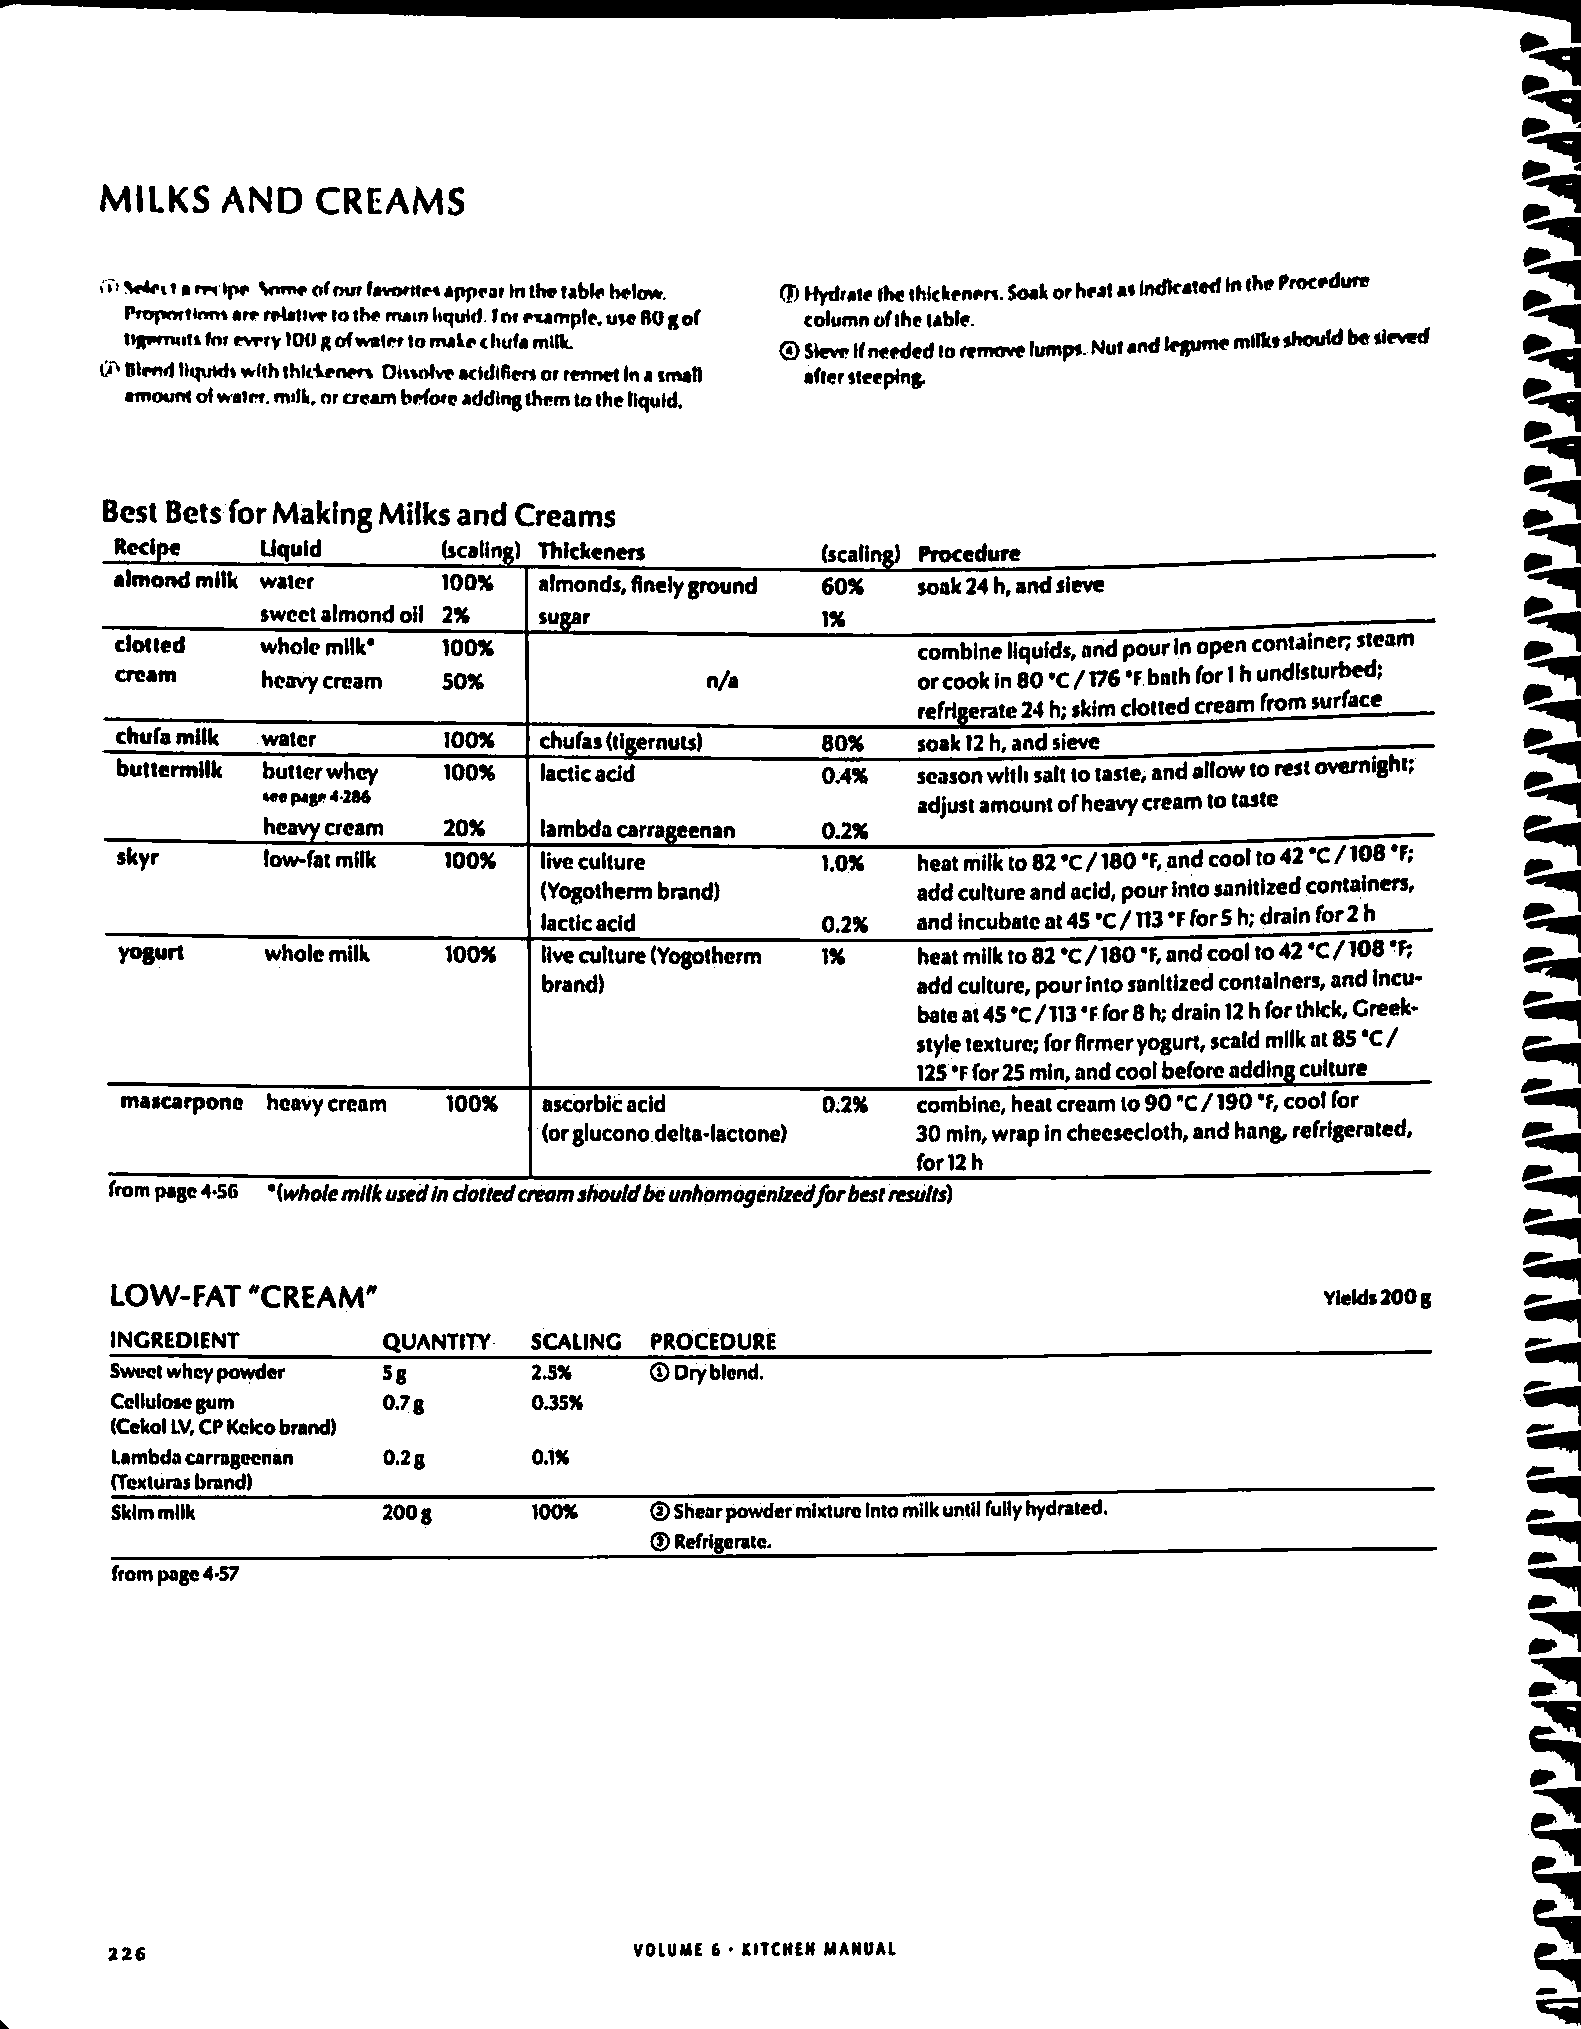 MILKS AND CREAMS
① Select a recipe. Some of our favorites appear in the table below.
Proportions are relative to the main liquid. For example, use 80 g of
tigernuts for every 100 g of water to make chufa milk.
② Blend liquids with thickeners. Dissolve acidifiers or rennet in a small
amount of water, milk, or cream before adding them to the liquid.
③ Hydrate the thickeners. Soak or heat as indicated in the Procedure
column of the table.
④ Sieve if needed to remove lumps. Nut and legume milks should be sieved
after steeping.
Best Bets for Making Milks and Creams
Recipe Liquid (scaling) Thickeners (scaling) Procedure
almond milk water 100% almonds, finely ground 60% soak 24 h, and sieve
sweet almond oil 2% sugar 1%
clotted whole milk* 100% combine liquids, and pour in open container; steam
cream heavy cream 50% n/a or cook in 80 °C / 176 °F bath for 1 h undisturbed;
refrigerate 24 h; skim clotted cream from surface
chufa milk water 100% chufas (tigernuts) 80% soak 12 h, and sieve
buttermilk butter whey 100% lactic acid 0.4% season with salt to taste, and allow to rest overnight;
see page 4·286 adjust amount of heavy cream to taste
heavy cream 20% lambda carrageenan 0.2%
skyr low-fat milk 100% live culture 1.0% heat milk to 82 °C / 180 °F, and cool to 42 °C / 108 °F;
(Yogotherm brand) add culture and acid, pour into sanitized containers,
lactic acid 0.2% and incubate at 45 °C / 113 °F for 5 h; drain for 2 h
yogurt whole milk 100% live culture (Yogotherm 1% heat milk to 82 °C / 180 °F, and cool to 42 °C / 108 °F;
brand) add culture, pour into sanitized containers, and incu-
bate at 45 °C / 113 °F for 8 h; drain 12 h for thick, Greek-
style texture; for firmer yogurt, scald milk at 85 °C /
125 °F for 25 min, and cool before adding culture
mascarpone heavy cream 100% ascorbic acid 0.2% combine, heat cream to 90 °C / 190 °F, cool for
(or glucono delta-lactone) 30 min, wrap in cheesecloth, and hang, refrigerated,
for 12 h
from page 4·56 *(whole milk used in clotted cream should be unhomogenized for best results)
LOW-FAT "CREAM" Yields 200 g
INGREDIENT QUANTITY SCALING PROCEDURE
Sweet whey powder 5 g 2.5% ① Dry blend.
Cellulose gum 0.7 g 0.35%
(Cekol LV, CP Kelco brand)
Lambda carrageenan 0.2 g 0.1%
(Texturas brand)
Skim milk 200 g 100% ② Shear powder mixture into milk until fully hydrated.
③ Refrigerate.
from page 4·57
226 VOLUME 6 · KITCHEN MANUAL